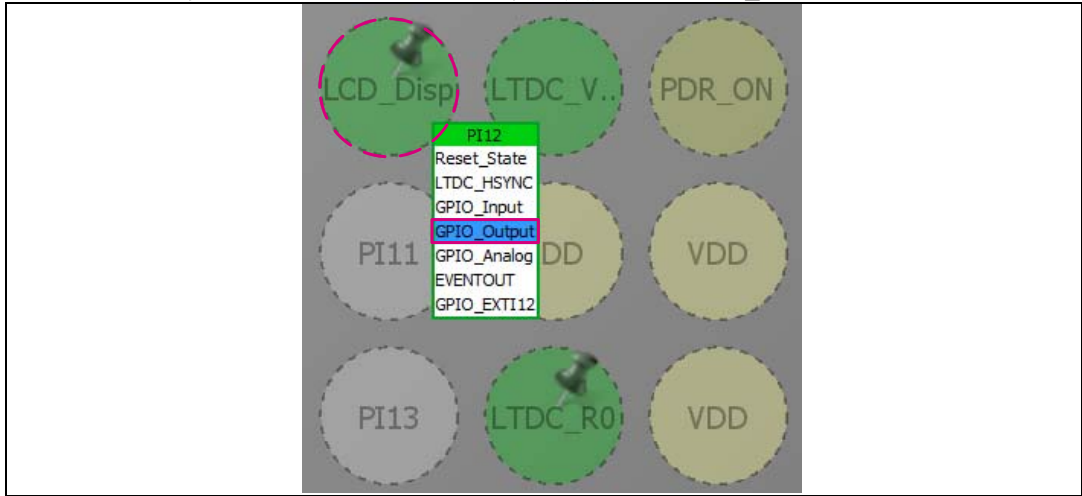 LCD_Disp LTDC_V.. PDR_ON
PI12
Reset_State
LTDC_HSYNC
GPIO_Input
GPIO_Output
PI11 GPIO_Analog DD VDD
EVENTOUT
GPIO_EXTI12
PI13 LTDC_R0 VDD